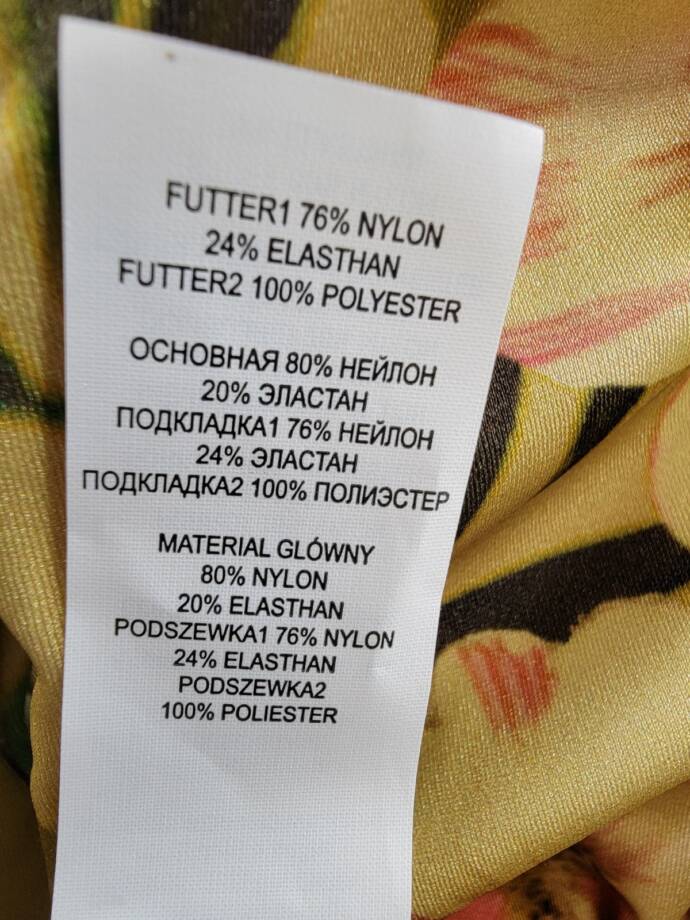 FUTTER1 76% NYLON
24% ELASTHAN
FUTTER2 100% POLYESTER
ОСНОВНАЯ 80% НЕЙЛОН
20% ЭЛАСТАН
ПОДКЛАДКА1 76% НЕЙЛОН
24% ЭЛАСТАН
ПОДКЛАДКА2 100% ПОЛИЭСТЕР
MATERIAL GLÓWNY
80% NYLON
20% ELASTHAN
PODSZEWKA1 76% NYLON
24% ELASTHAN
PODSZEWKA2
100% POLIESTER